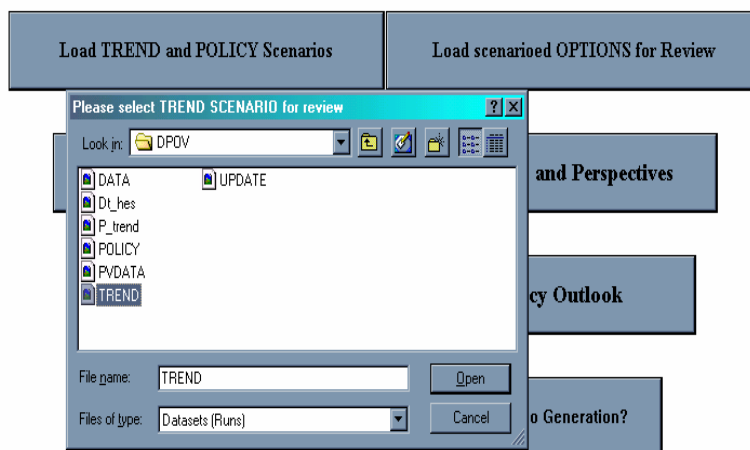 Load TREND and POLICY Scenarios
Load scenarioed OPTIONS for Review
Please select TREND SCENARIO for review
Look in: DPOV
DATA
UPDATE
Dt_hes
P_trend
POLICY
PVDATA
TREND
and Perspectives
cy Outlook
File name: TREND
Open
Files of type: Datasets (Runs)
Cancel
o Generation?